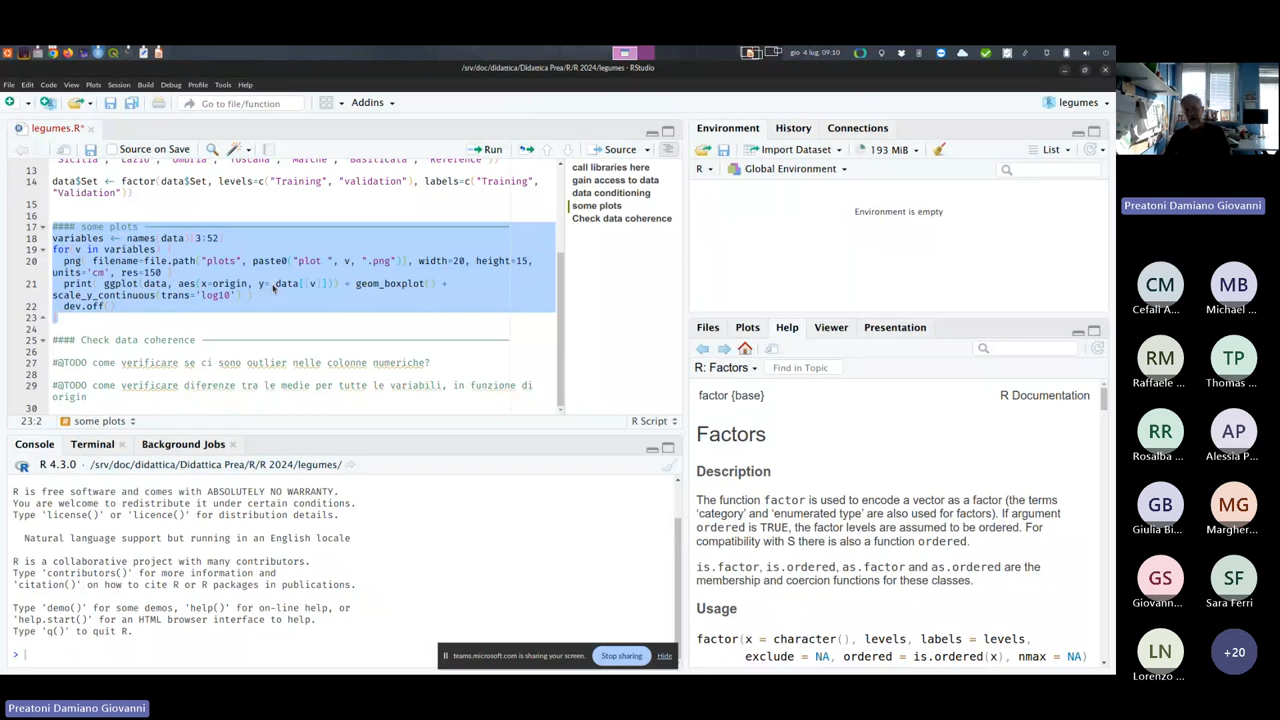 gio 4 lug, 09:10
/srv/doc/didattica/Didattica Prea/R/R 2024/legumes - RStudio
File Edit Code View Plots Session Build Debug Profile Tools Help
Go to file/function
Addins
legumes
legumes.R*
Source on Save
Run
Source
13
14 data$Set <- factor(data$Set, levels=c("Training", "validation"), labels=c("Training",
"Validation"))
15
16
17 #### some plots
18 variables <- names(data)[3:52]
19 for(v in variables) {
20 png( filename=file.path("plots", paste0("plot ", v, ".png")), width=20, height=15,
units='cm', res=150 )
21 print( ggplot(data, aes(x=origin, y= data[[v]])) + geom_boxplot() +
scale_y_continuous(trans='log10') )
22 dev.off()
23 }
24
25 #### Check data coherence
26
27 #@TODO come verificare se ci sono outlier nelle colonne numeriche?
28
29 #@TODO come verificare diferenze tra le medie per tutte le variabili, in funzione di
origin
30
call libraries here
gain access to data
data conditioning
some plots
Check data coherence
23:2
some plots
R Script
Console Terminal Background Jobs
R 4.3.0 · /srv/doc/didattica/Didattica Prea/R/R 2024/legumes/
R is free software and comes with ABSOLUTELY NO WARRANTY.
You are welcome to redistribute it under certain conditions.
Type 'license()' or 'licence()' for distribution details.
Natural language support but running in an English locale
R is a collaborative project with many contributors.
Type 'contributors()' for more information and
'citation()' on how to cite R or R packages in publications.
Type 'demo()' for some demos, 'help()' for on-line help, or
'help.start()' for an HTML browser interface to help.
Type 'q()' to quit R.
>
Environment History Connections
Import Dataset
193 MiB
List
R
Global Environment
Environment is empty
Files Plots Help Viewer Presentation
R: Factors
Find in Topic
factor {base}
R Documentation
Factors
Description
The function factor is used to encode a vector as a factor (the terms
'category' and 'enumerated type' are also used for factors). If argument
ordered is TRUE, the factor levels are assumed to be ordered. For
compatibility with S there is also a function ordered.
is.factor, is.ordered, as.factor and as.ordered are the
membership and coercion functions for these classes.
Usage
factor(x = character(), levels, labels = levels,
exclude = NA, ordered = is.ordered(x), nmax = NA)
teams.microsoft.com is sharing your screen.
Stop sharing
Hide
Preatoni Damiano Giovanni
Preatoni Damiano Giovanni
CM
Cefalì A...
MB
Michael ...
RM
Raffaele ...
TP
Thomas ...
RR
Rosalba ...
AP
Alessia P...
GB
Giulia Bi...
MG
Margher...
GS
Giovann...
SF
Sara Ferri
LN
Lorenzo ...
+20